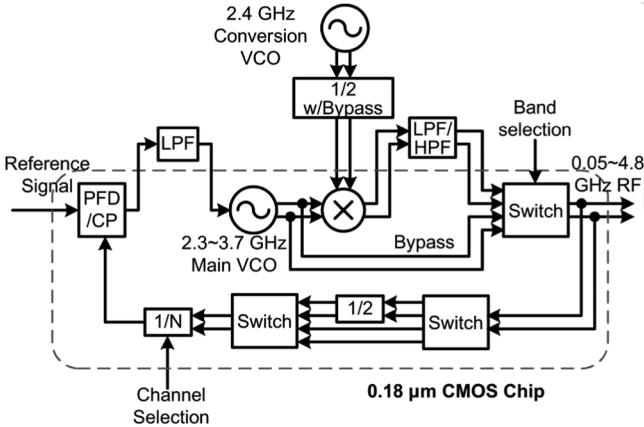 2.4 GHz
Conversion
VCO
1/2
w/Bypass
LPF
LPF/
HPF
Band
selection
Reference
Signal
PFD
/CP
0.05~4.8
GHz RF
Switch
2.3~3.7 GHz
Main VCO
Bypass
1/N
Switch
1/2
Switch
Channel
Selection
0.18 µm CMOS Chip